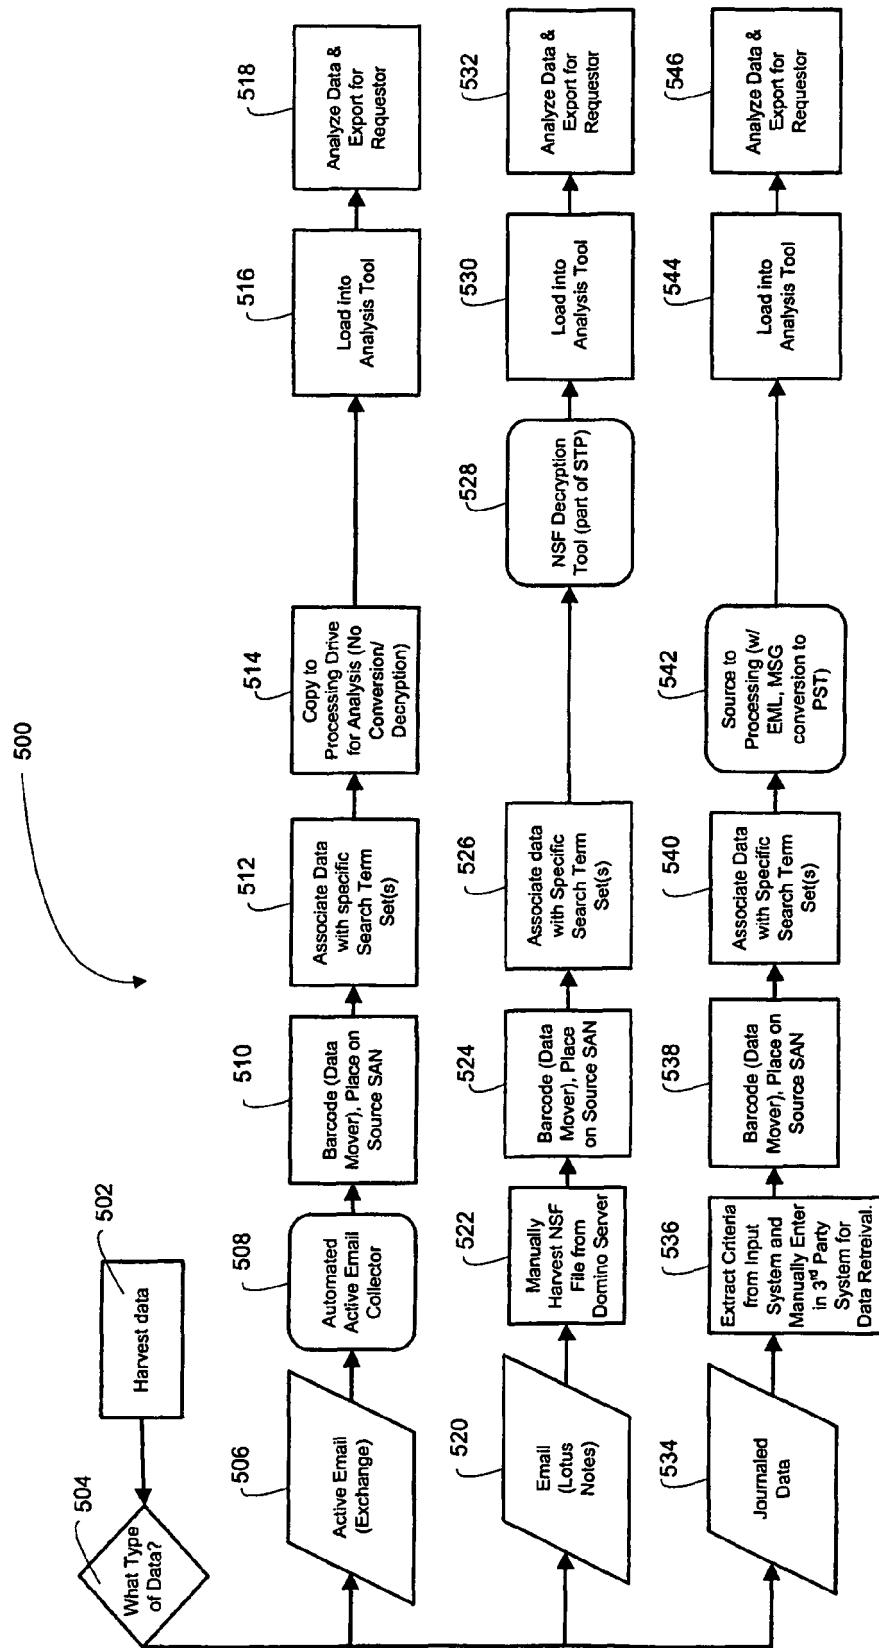 500
502
Harvest data
504
What Type
of Data?
506
Active Email
(Exchange)
508
Automated
Active Email
Collector
510
Barcode (Data
Mover), Place on
Source SAN
512
Associate Data
with specific
Search Term
Set(s)
514
Copy to
Processing Drive
for Analysis (No
Conversion/
Decryption)
516
Load into
Analysis Tool
518
Analyze Data &
Export for
Requestor
520
Email
(Lotus
Notes)
522
Manually
Harvest NSF
File from
Domino Server
524
Barcode (Data
Mover), Place
on Source SAN
526
Associate data
with Specific
Search Term
Set(s)
528
NSF Decryption
Tool (part of STP)
530
Load into
Analysis Tool
532
Analyze Data &
Export for
Requestor
534
Journaled
Data
536
Extract Criteria
from Input
System and
Manually Enter
in 3rd Party
System for
Data Retreival.
538
Barcode (Data
Mover), Place on
Source SAN
540
Associate Data
with Specific
Search Term
Set(s)
542
Source to
Processing (w/
EML, MSG
conversion to
PST)
544
Load into
Analysis Tool
546
Analyze Data &
Export for
Requestor